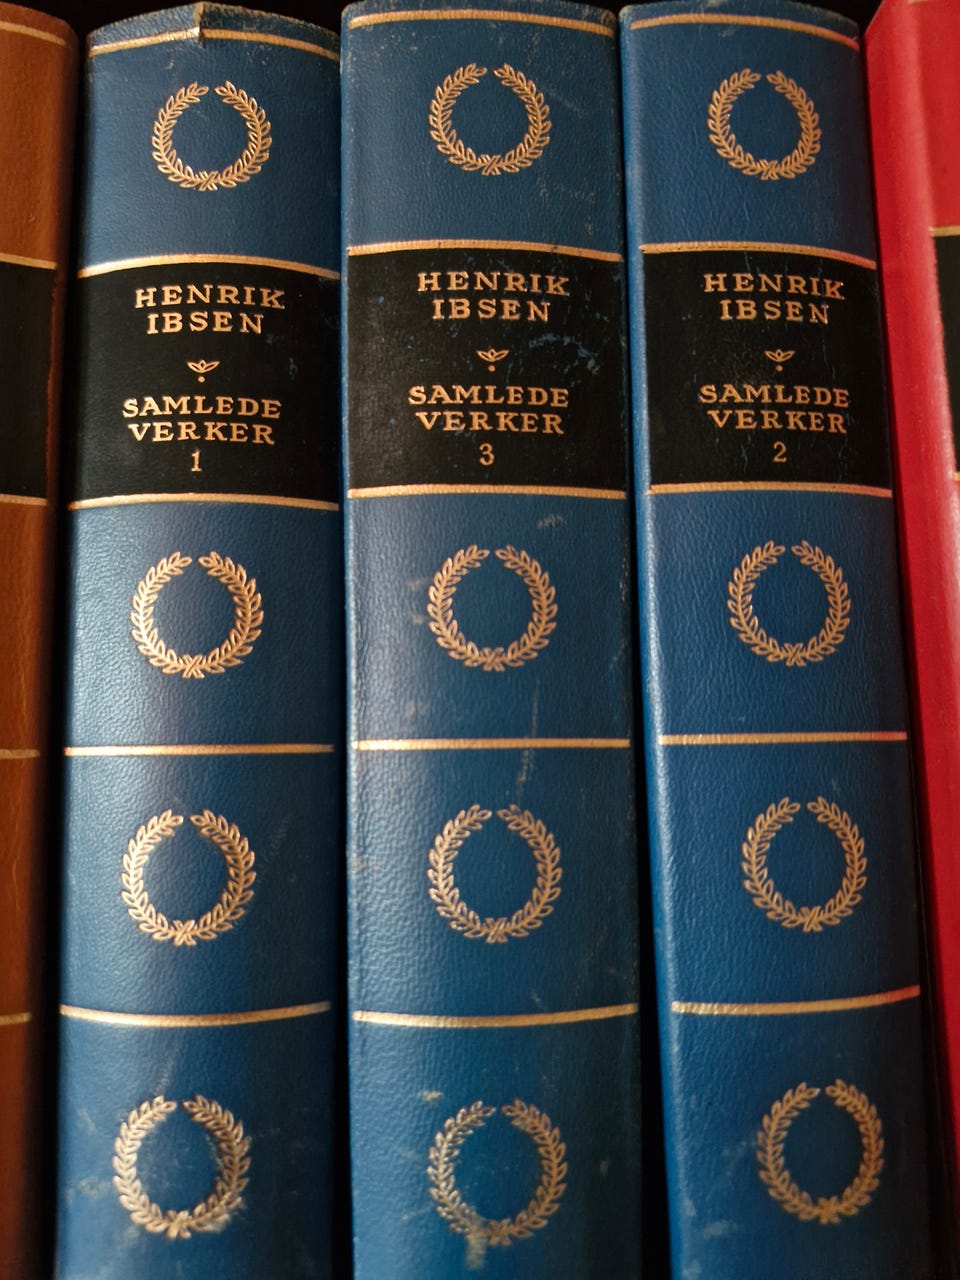 HENRIK
IBSEN
SAMLEDE
VERKER
1
HENRIK
IBSEN
SAMLEDE
VERKER
3
HENRIK
IBSEN
SAMLEDE
VERKER
2